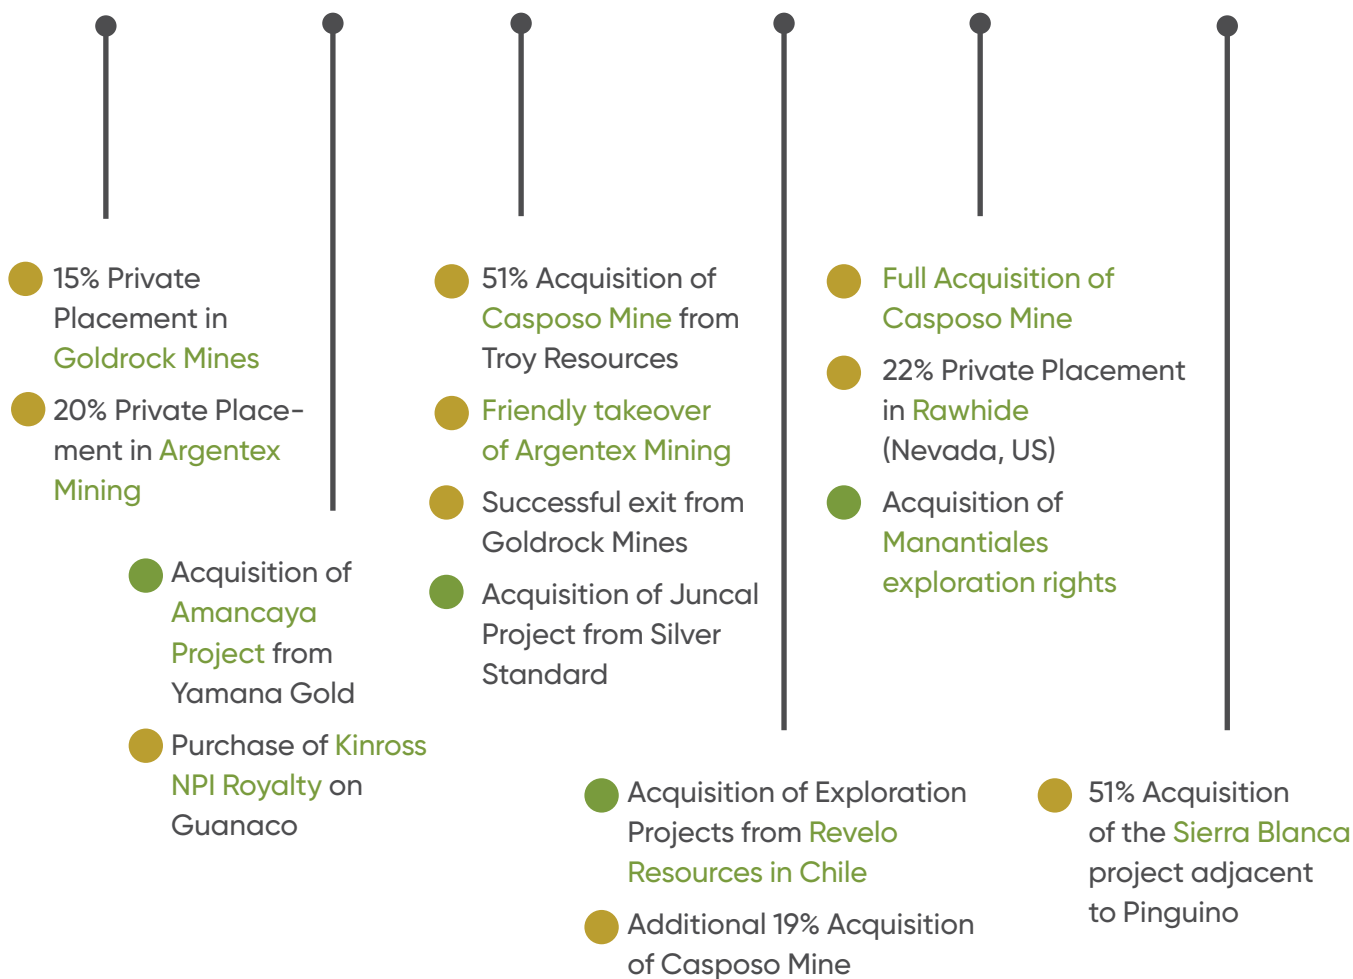 15% Private
Placement in
Goldrock Mines
20% Private Place-
ment in Argentex
Mining
Acquisition of
Amancaya
Project from
Yamana Gold
Purchase of Kinross
NPI Royalty on
Guanaco
51% Acquisition of
Casposo Mine from
Troy Resources
Friendly takeover
of Argentex Mining
Successful exit from
Goldrock Mines
Acquisition of Juncal
Project from Silver
Standard
Acquisition of Exploration
Projects from Revelo
Resources in Chile
Additional 19% Acquisition
of Casposo Mine
Full Acquisition of
Casposo Mine
22% Private Placement
in Rawhide
(Nevada, US)
Acquisition of
Manantiales
exploration rights
51% Acquisition
of the Sierra Blanca
project adjacent
to Pinguino